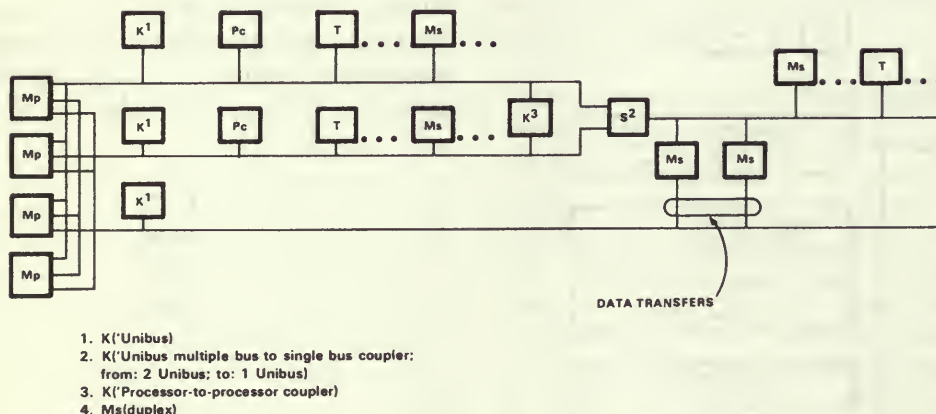 K1 Pc T Ms
Ms T
Mp
K1 Pc T Ms K3 S2
Mp
Ms Ms
Mp K1
Mp
DATA TRANSFERS
1. K('Unibus)
2. K('Unibus multiple bus to single bus coupler;
from: 2 Unibus; to: 1 Unibus)
3. K('Processor-to-processor coupler)
4. Ms(duplex)